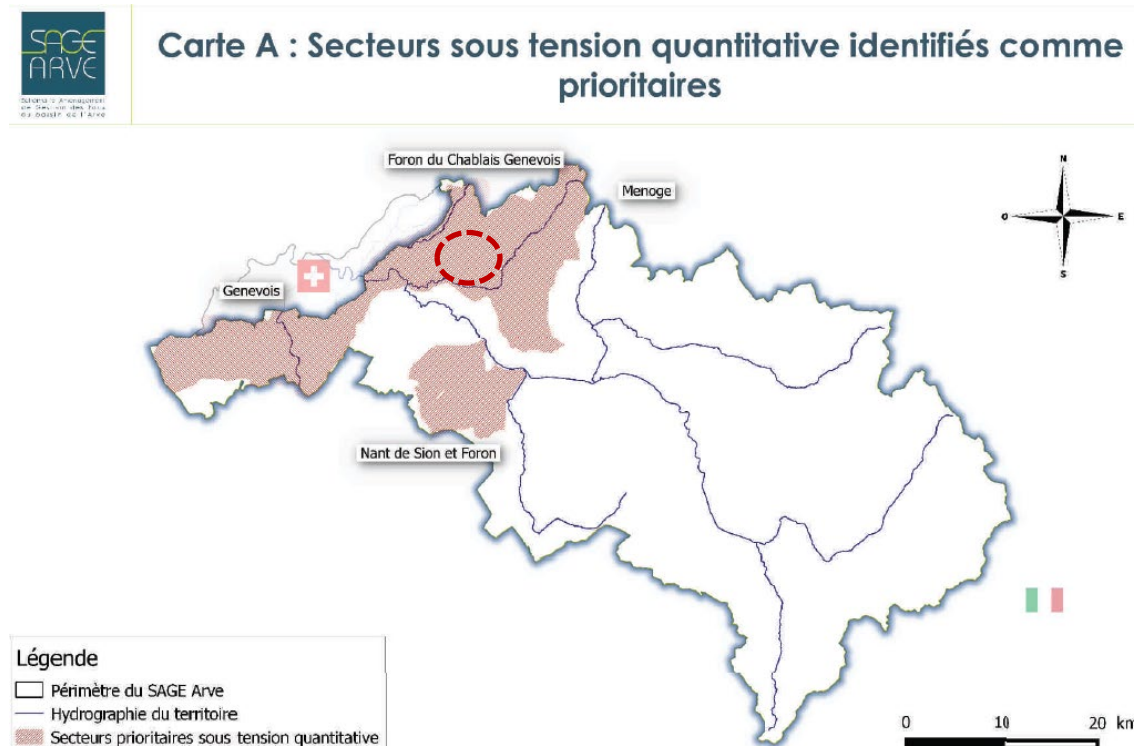 SAGE
ARVE
Carte A : Secteurs sous tension quantitative identifiés comme
prioritaires
Foron du Chablais Genevois
Menoge
Genevois
Nant de Sion et Foron
N
O
E
S
Légende
Périmètre du SAGE Arve
Hydrographie du territoire
Secteurs prioritaires sous tension quantitative
0 10 20 km